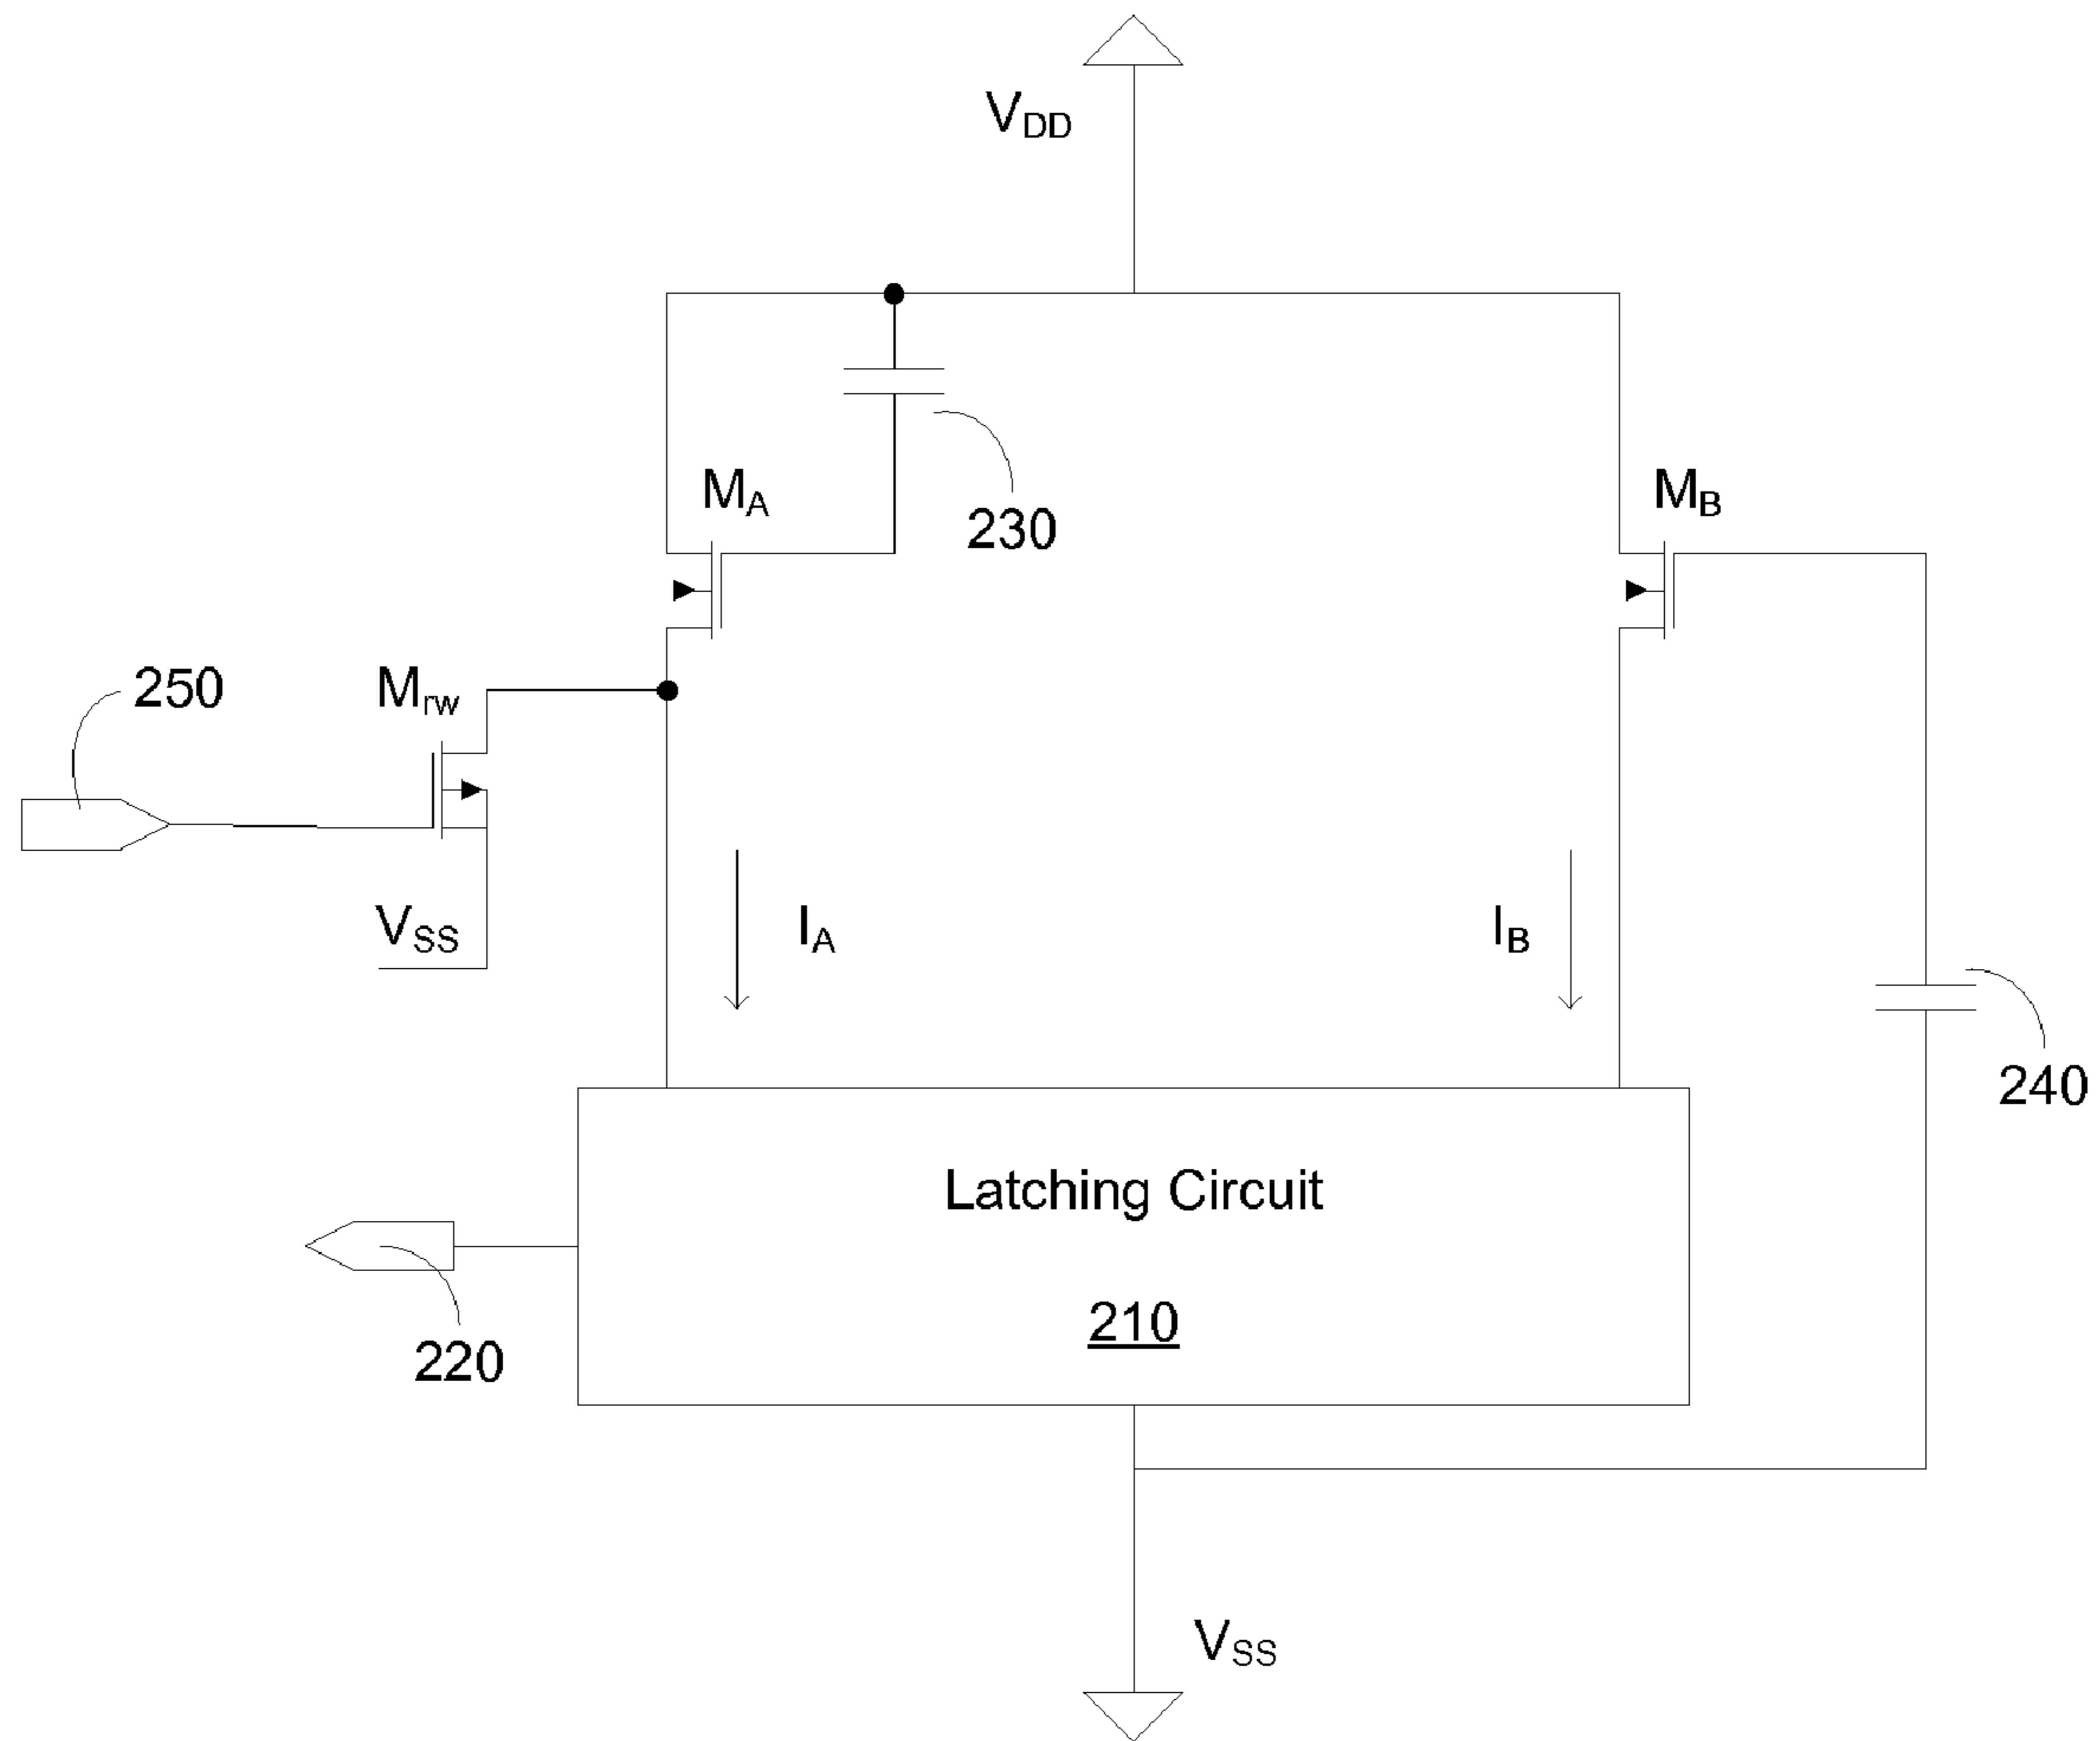 VDD
MA
230
MB
250
Mrw
VSS
IA
IB
240
Latching Circuit
210
220
VSS